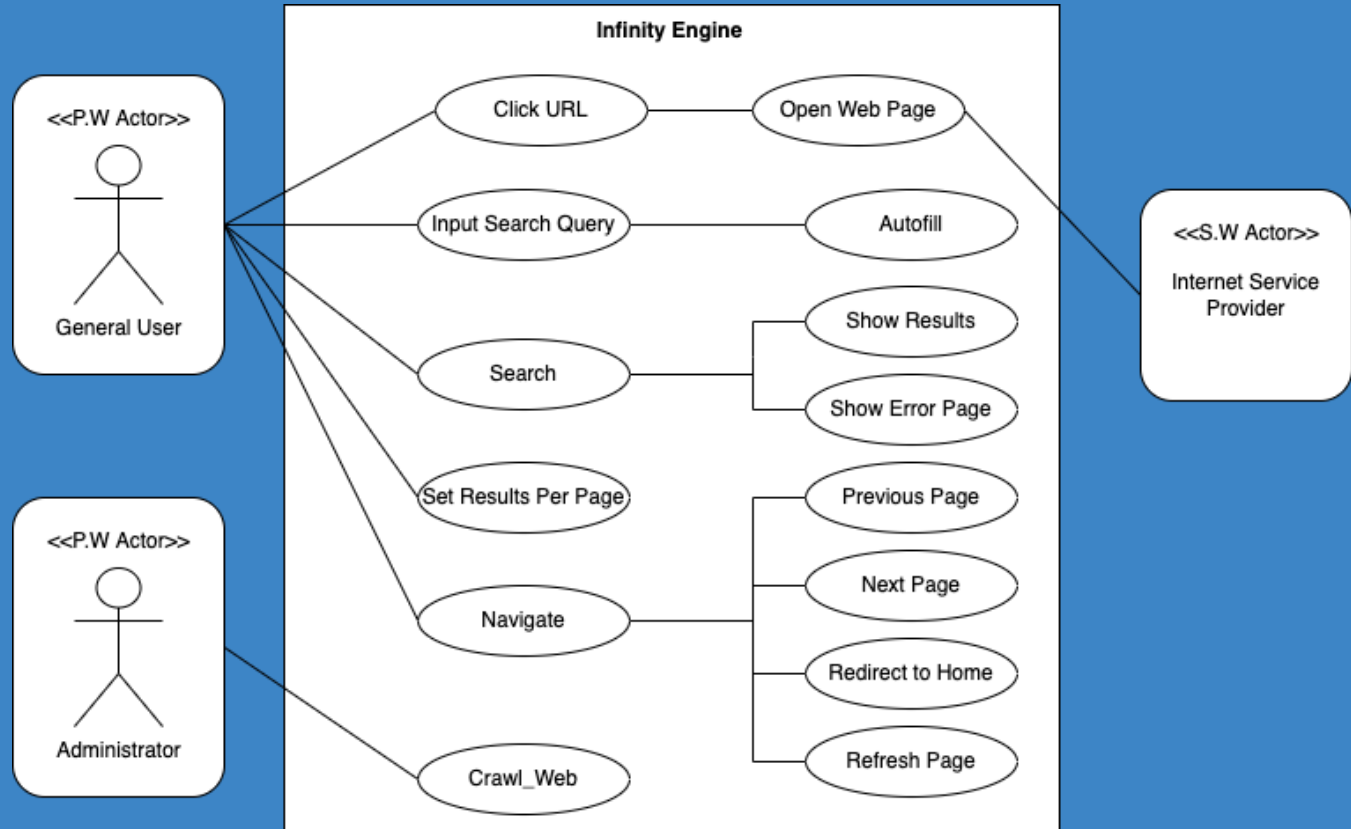 Infinity Engine
<<P.W Actor>>
General User
Click URL
Open Web Page
Input Search Query
Autofill
<<S.W Actor>>
Internet Service
Provider
Search
Show Results
Show Error Page
Set Results Per Page
Navigate
Previous Page
Next Page
Redirect to Home
Refresh Page
<<P.W Actor>>
Administrator
Crawl_Web